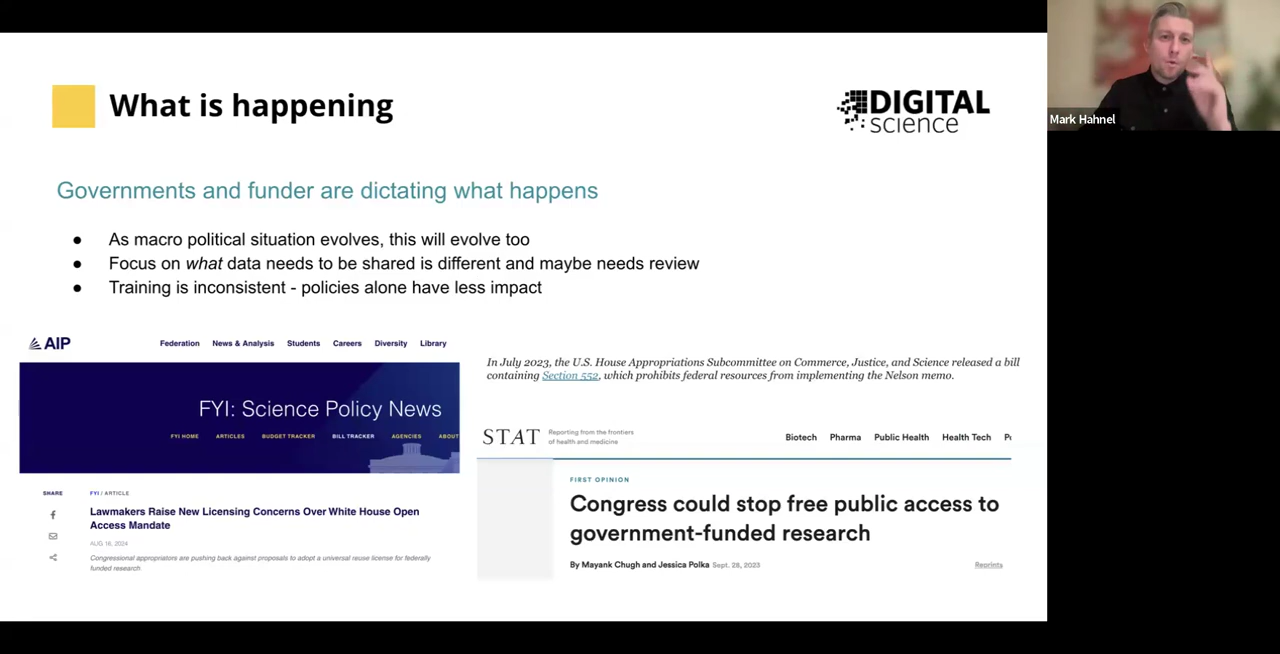 What is happening
DIGITAL
science
Mark Hahnel
Governments and funder are dictating what happens
● As macro political situation evolves, this will evolve too
● Focus on what data needs to be shared is different and maybe needs review
● Training is inconsistent - policies alone have less impact
AIP
Federation News & Analysis Students Careers Diversity Library
FYI: Science Policy News
FYI HOME ARTICLES BUDGET TRACKER BILL TRACKER AGENCIES ABOUT
SHARE
FYI / ARTICLE
Lawmakers Raise New Licensing Concerns Over White House Open
Access Mandate
AUG 16, 2024
Congressional appropriators are pushing back against proposals to adopt a universal reuse license for federally
funded research
In July 2023, the U.S. House Appropriations Subcommittee on Commerce, Justice, and Science released a bill
containing Section 552, which prohibits federal resources from implementing the Nelson memo.
STAT
Reporting from the frontiers
of health and medicine
Biotech Pharma Public Health Health Tech
FIRST OPINION
Congress could stop free public access to
government-funded research
By Mayank Chugh and Jessica Polka Sept. 28, 2023
Reprints